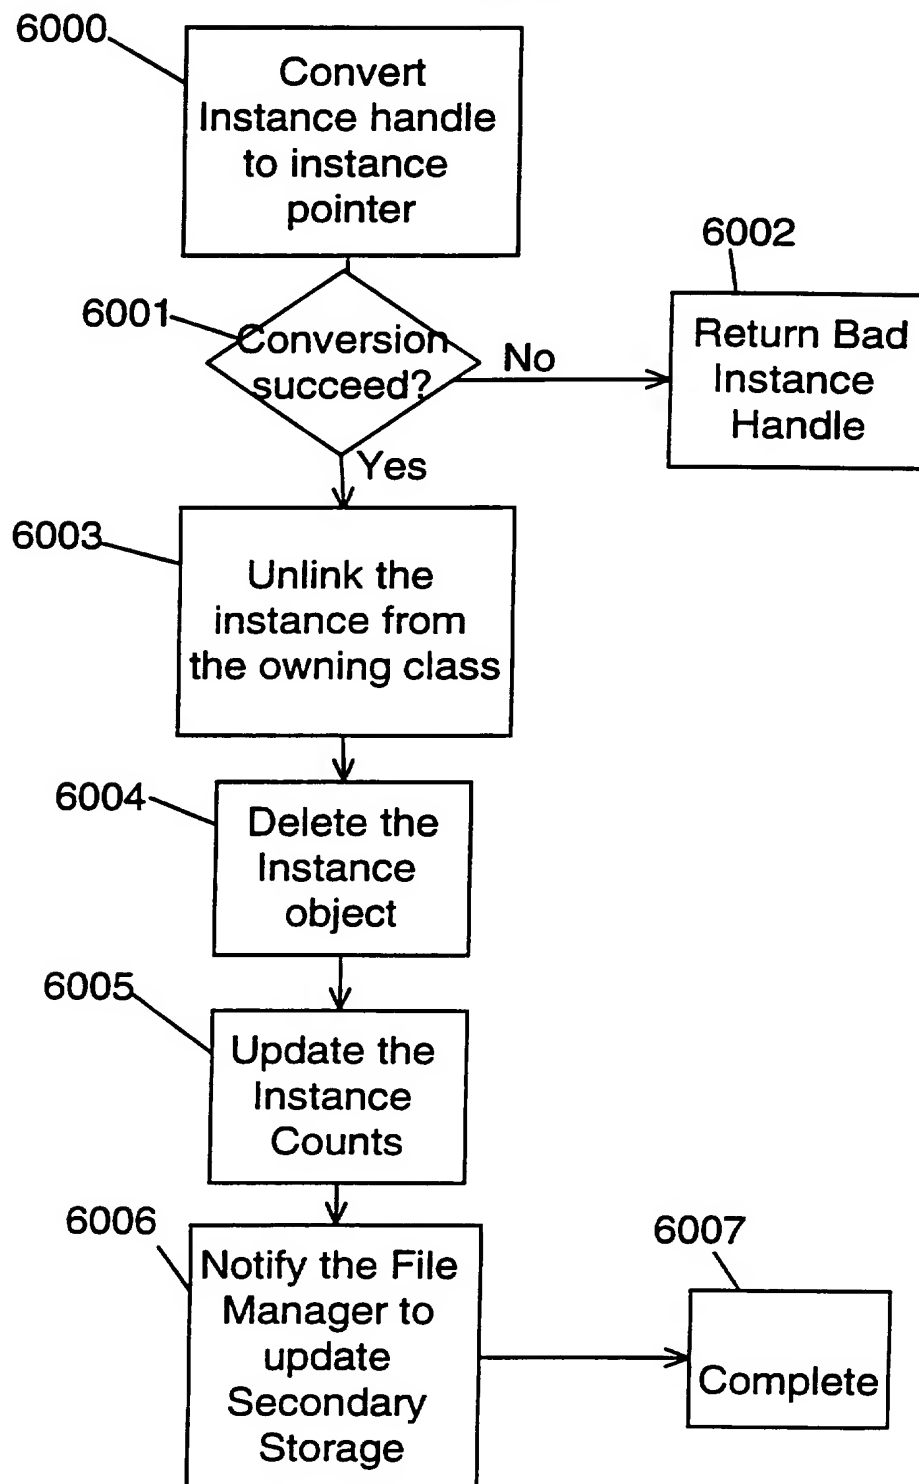 6000
Convert
Instance handle
to instance
pointer
6001
Conversion
succeed?
No
6002
Return Bad
Instance
Handle
Yes
6003
Unlink the
instance from
the owning class
6004
Delete the
Instance
object
6005
Update the
Instance
Counts
6006
Notify the File
Manager to
update
Secondary
Storage
6007
Complete